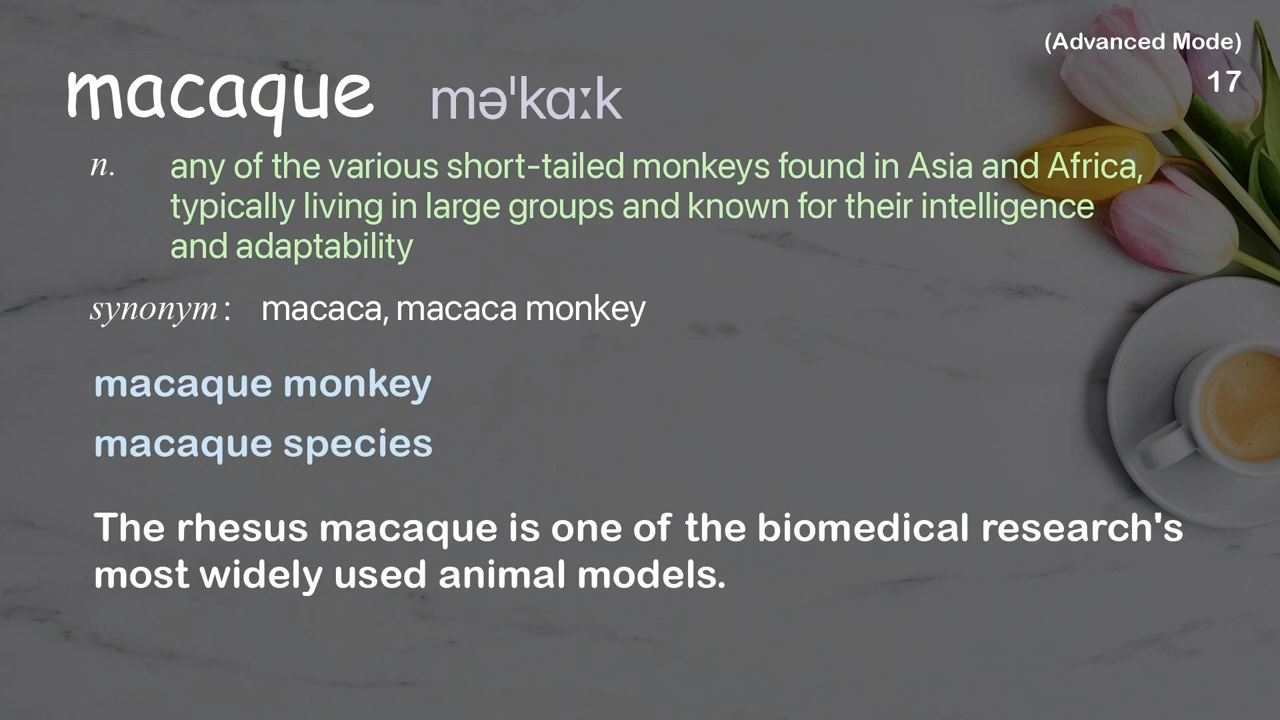 (Advanced Mode)
macaque məˈkɑːk
17
n. any of the various short-tailed monkeys found in Asia and Africa,
typically living in large groups and known for their intelligence
and adaptability
synonym: macaca, macaca monkey
macaque monkey
macaque species
The rhesus macaque is one of the biomedical research's
most widely used animal models.